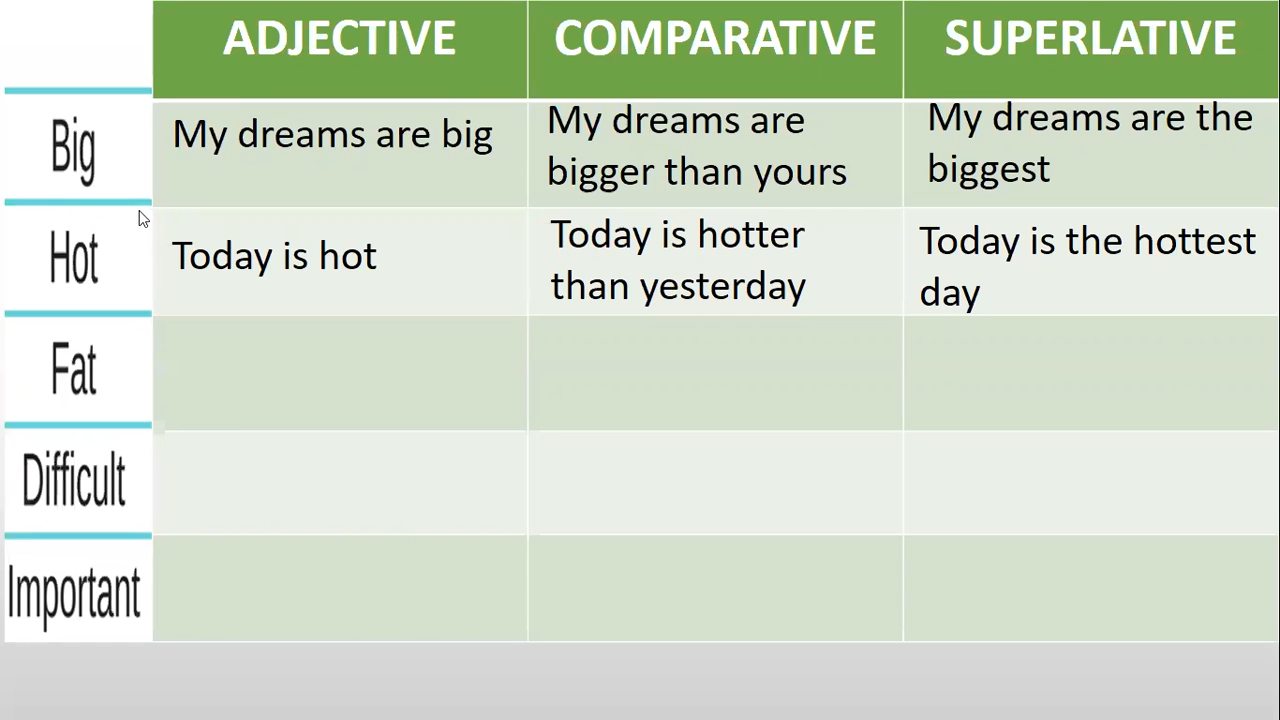 ADJECTIVE COMPARATIVE SUPERLATIVE
Big
My dreams are big
My dreams are
bigger than yours
My dreams are the
biggest
Hot
Today is hot
Today is hotter
than yesterday
Today is the hottest
day
Fat
Difficult
Important